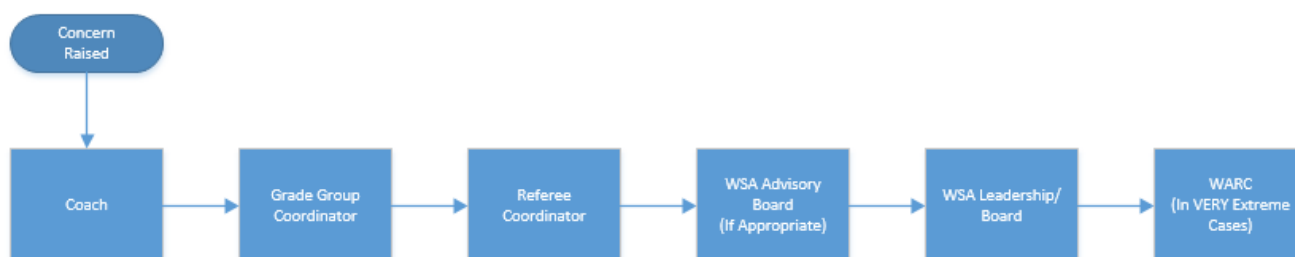 Concern
Raised
Coach
Grade Group
Coordinator
Referee
Coordinator
WSA Advisory
Board
(If Appropriate)
WSA Leadership/
Board
WARC
(In VERY Extreme
Cases)